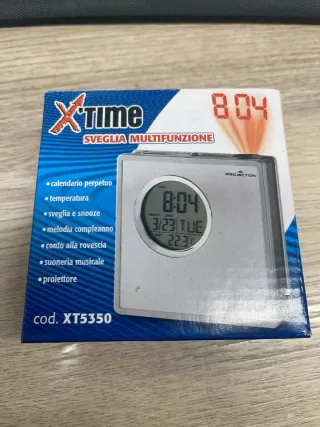 X'TIME
SVEGLIA MULTIFUNZIONE
8:04
PROJECTION
• calendario perpetuo
• temperatura
• sveglia e snooze
• melodia compleanno
• conto alla rovescia
• suoneria musicale
• proiettore
8:04
3/23 TUE
22.3
cod. XT5350